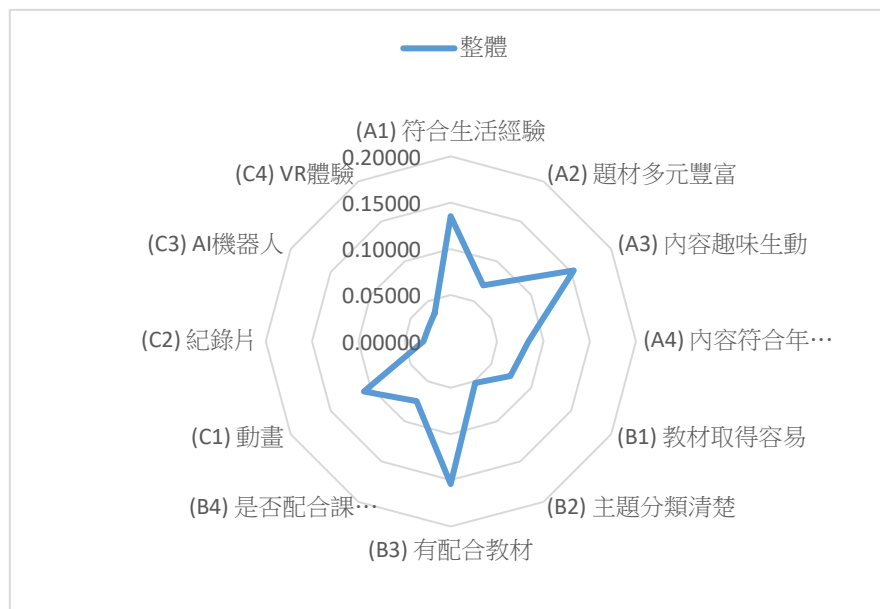 整體
(A1) 符合生活經驗
(A2) 題材多元豐富
(A3) 內容趣味生動
(A4) 內容符合年…
(B1) 教材取得容易
(B2) 主題分類清楚
(B3) 有配合教材
(B4) 是否配合課…
(C1) 動畫
(C2) 紀錄片
(C3) AI機器人
(C4) VR體驗
0.20000
0.15000
0.10000
0.05000
0.00000